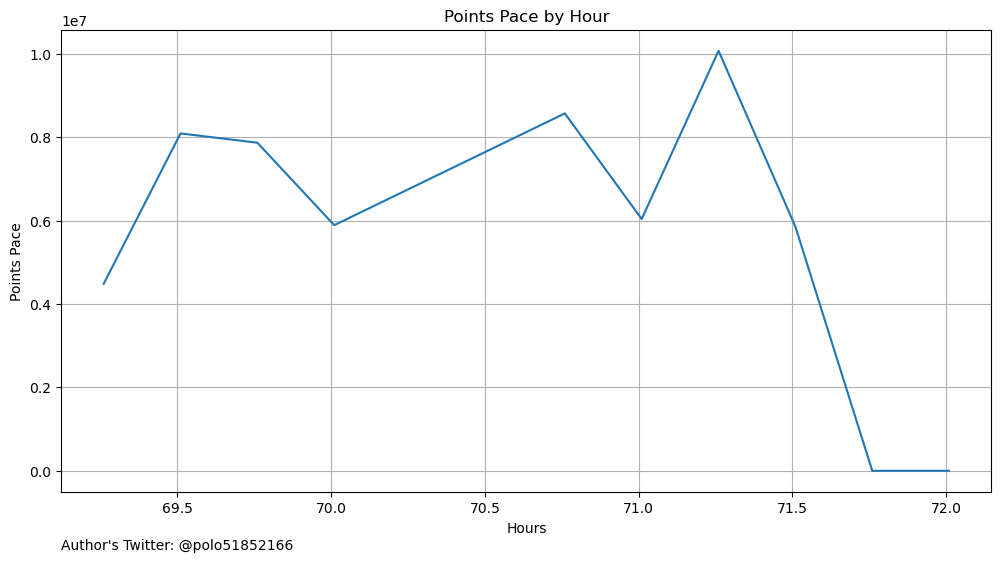 Points Pace by Hour
1e7
1.0
0.8
0.6
0.4
0.2
0.0
Points Pace
69.5 70.0 70.5 71.0 71.5 72.0
Hours
Author's Twitter: @polo51852166